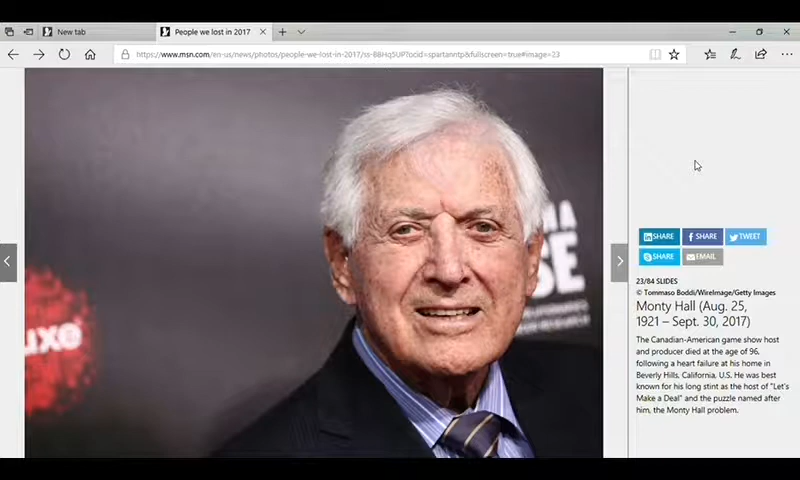 New tab
People we lost in 2017
https://www.msn.com/en-us/news/photos/people-we-lost-in-2017/ss-BBHq5UP?ocid=spartanntp&fullscreen=true#image=23
uxe
SE
SHARE
SHARE
TWEET
SHARE
EMAIL
23/84 SLIDES
© Tommaso Boddi/WireImage/Getty Images
Monty Hall (Aug. 25,
1921 – Sept. 30, 2017)
The Canadian-American game show host
and producer died at the age of 96,
following a heart failure at his home in
Beverly Hills, California, U.S. He was best
known for his long stint as the host of "Let's
Make a Deal" and the puzzle named after
him, the Monty Hall problem.